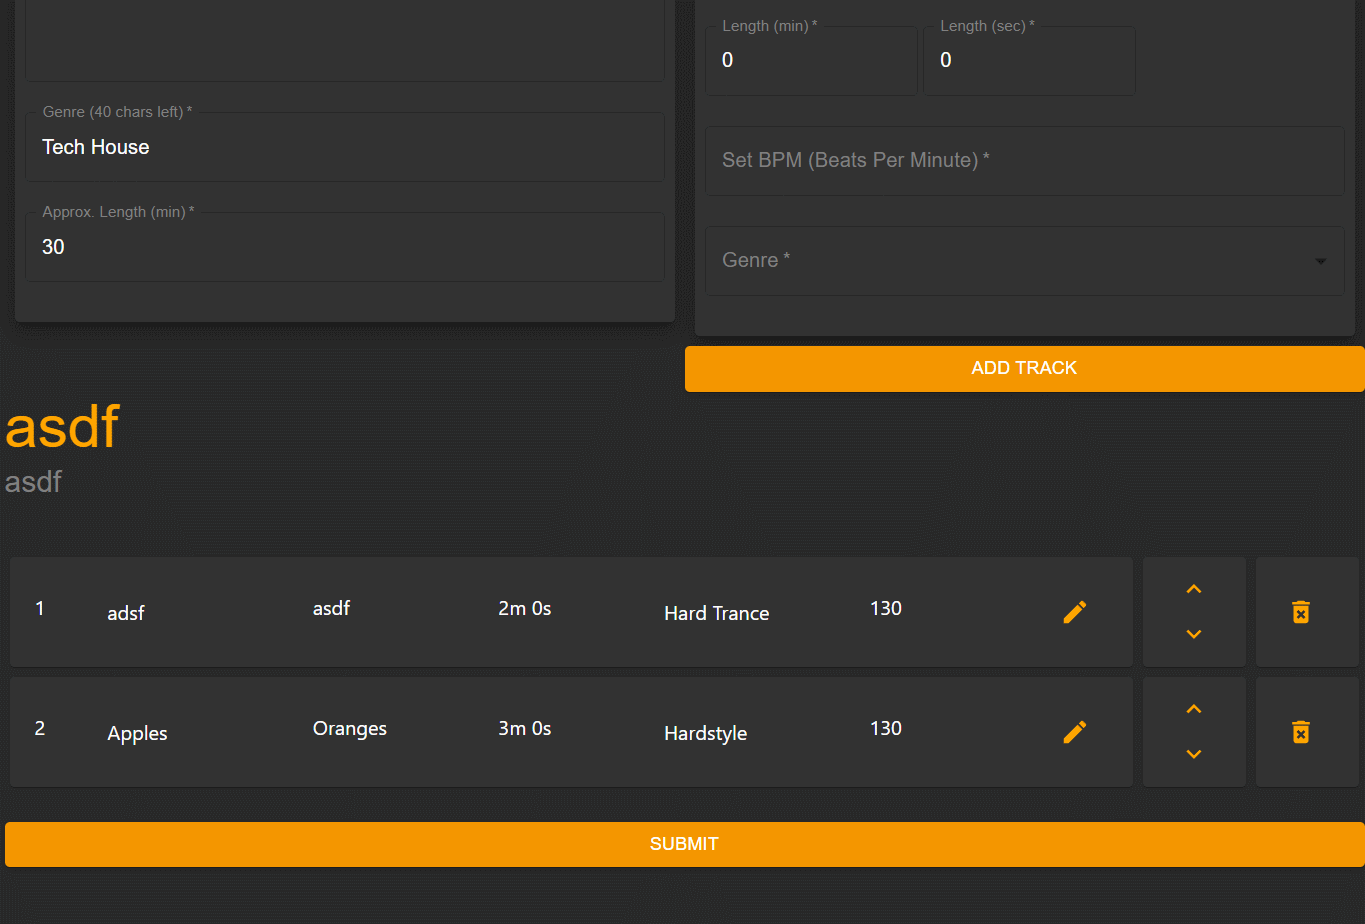 Genre (40 chars left) *
Tech House
Approx. Length (min) *
30
Length (min) *
0
Length (sec) *
0
Set BPM (Beats Per Minute) *
Genre *
ADD TRACK
asdf
asdf
1 adsf asdf 2m 0s Hard Trance 130
2 Apples Oranges 3m 0s Hardstyle 130
SUBMIT